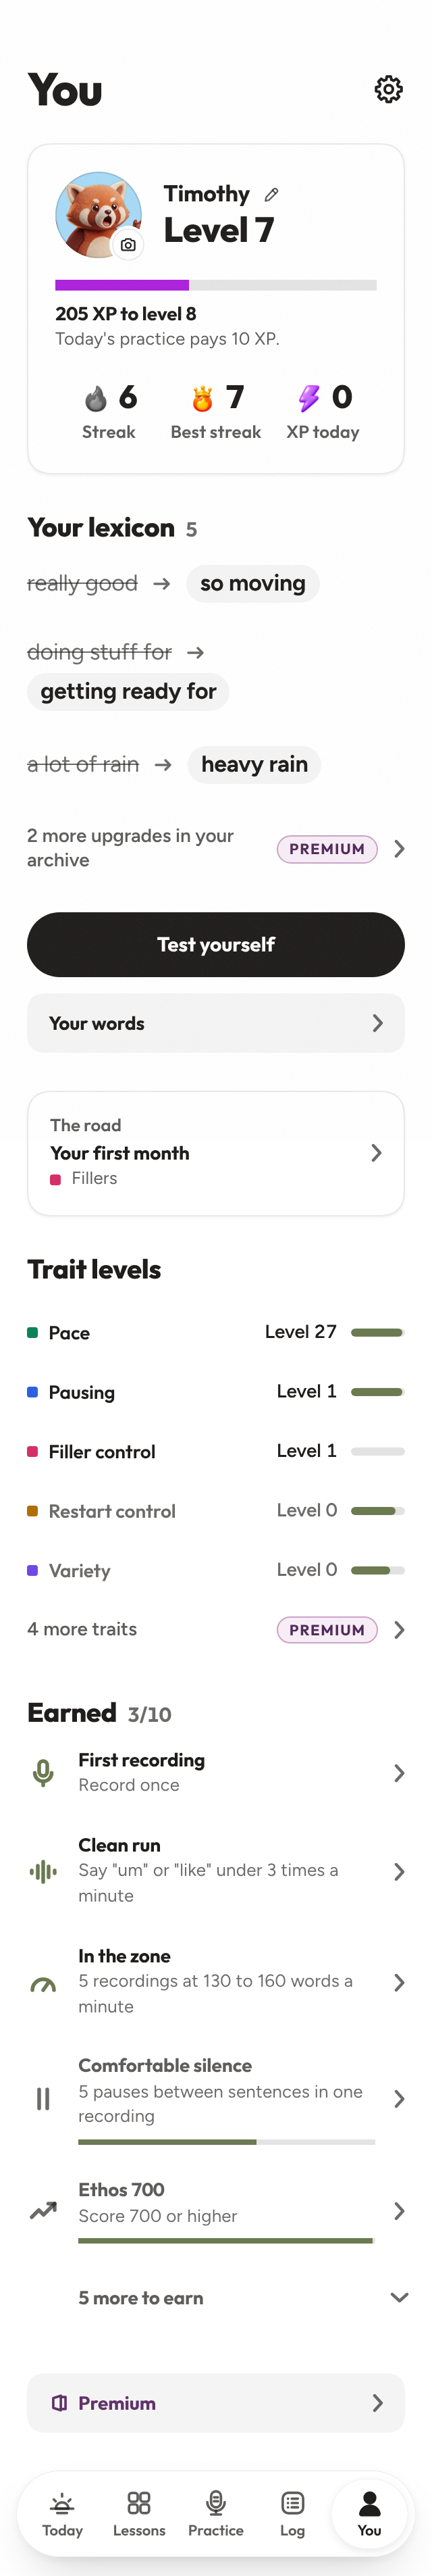 You
Timothy
Level 7
205 XP to level 8
Today's practice pays 10 XP.
6
Streak
7
Best streak
0
XP today
Your lexicon 5
really good → so moving
doing stuff for →
getting ready for
a lot of rain → heavy rain
2 more upgrades in your
archive
PREMIUM
Test yourself
Your words
The road
Your first month
Fillers
Trait levels
Pace Level 27
Pausing Level 1
Filler control Level 1
Restart control Level 0
Variety Level 0
4 more traits PREMIUM
Earned 3/10
First recording
Record once
Clean run
Say "um" or "like" under 3 times a
minute
In the zone
5 recordings at 130 to 160 words a
minute
Comfortable silence
5 pauses between sentences in one
recording
Ethos 700
Score 700 or higher
5 more to earn
Premium
Today Lessons Practice Log You